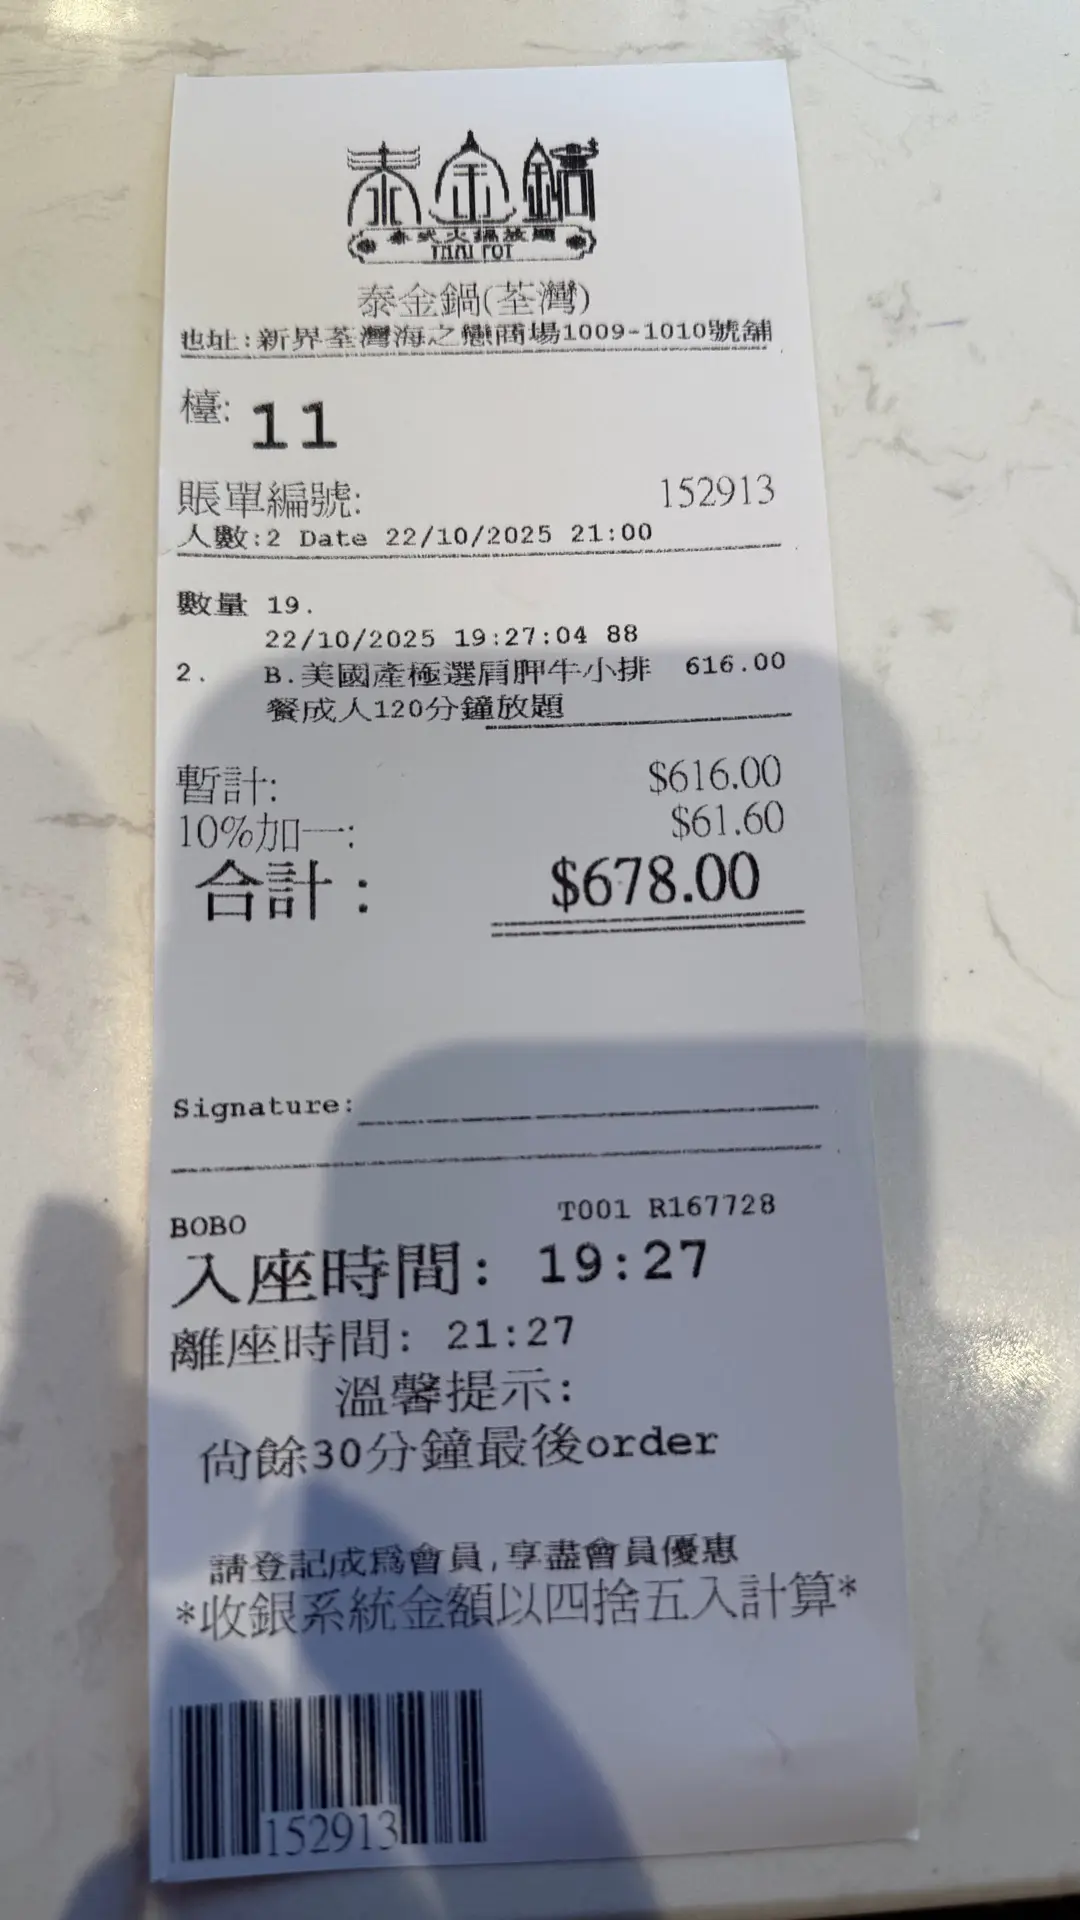 泰金鍋
泰式火鍋放題
THAI POT
泰金鍋(荃灣)
地址:新界荃灣海之戀商場1009-1010號舖
檯: 11
賬單編號: 152913
人數:2 Date 22/10/2025 21:00
數量 19.
22/10/2025 19:27:04 88
2. B.美國產極選肩胛牛小排 616.00
餐成人120分鐘放題
暫計: $616.00
10%加一: $61.60
合計: $678.00
Signature:
BOBO T001 R167728
入座時間: 19:27
離座時間: 21:27
溫馨提示:
尚餘30分鐘最後order
請登記成為會員,享盡會員優惠
*收銀系統金額以四捨五入計算*
152913